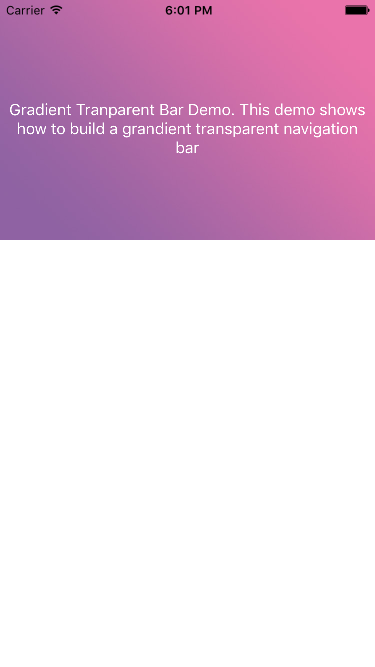 Carrier 6:01 PM
Gradient Tranparent Bar Demo. This demo shows
how to build a grandient transparent navigation
bar